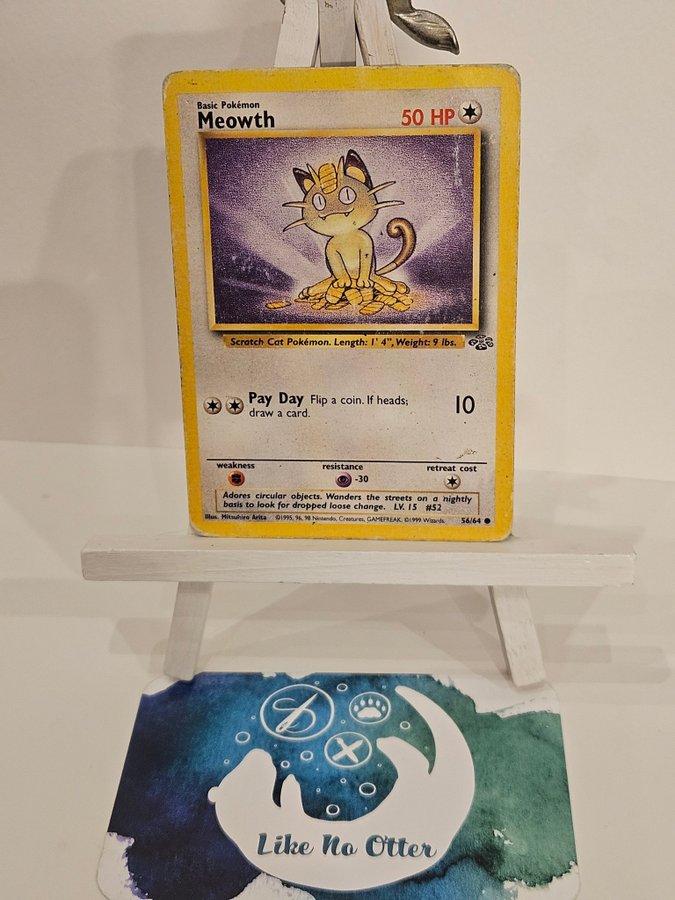 Basic Pokémon
Meowth
50 HP
Scratch Cat Pokémon. Length: 1' 4", Weight: 9 lbs.
Pay Day Flip a coin. If heads;
draw a card.
10
weakness
resistance
retreat cost
-30
Adores circular objects. Wanders the streets on a nightly
basis to look for dropped loose change. LV. 15 #52
Illus. Mitsuhiro Arita ©1995, 96, 98 Nintendo, Creatures, GAMEFREAK. ©1999 Wizards. 56/64
Like No Otter